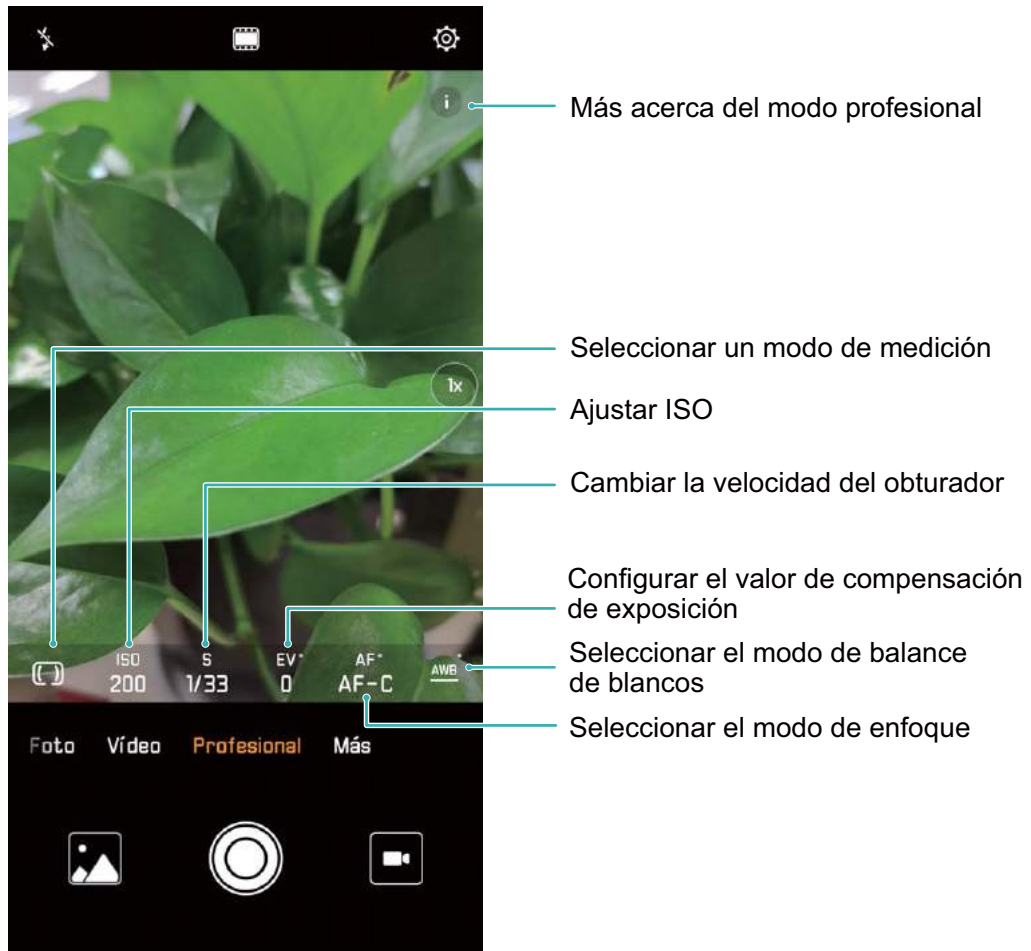 i
Más acerca del modo profesional
Seleccionar un modo de medición
1x
Ajustar ISO
Cambiar la velocidad del obturador
Configurar el valor de compensación
de exposición
Seleccionar el modo de balance
de blancos
Seleccionar el modo de enfoque
ISO S EV AF
200 1/33 0 AF-C AWB
Foto Vídeo Profesional Más